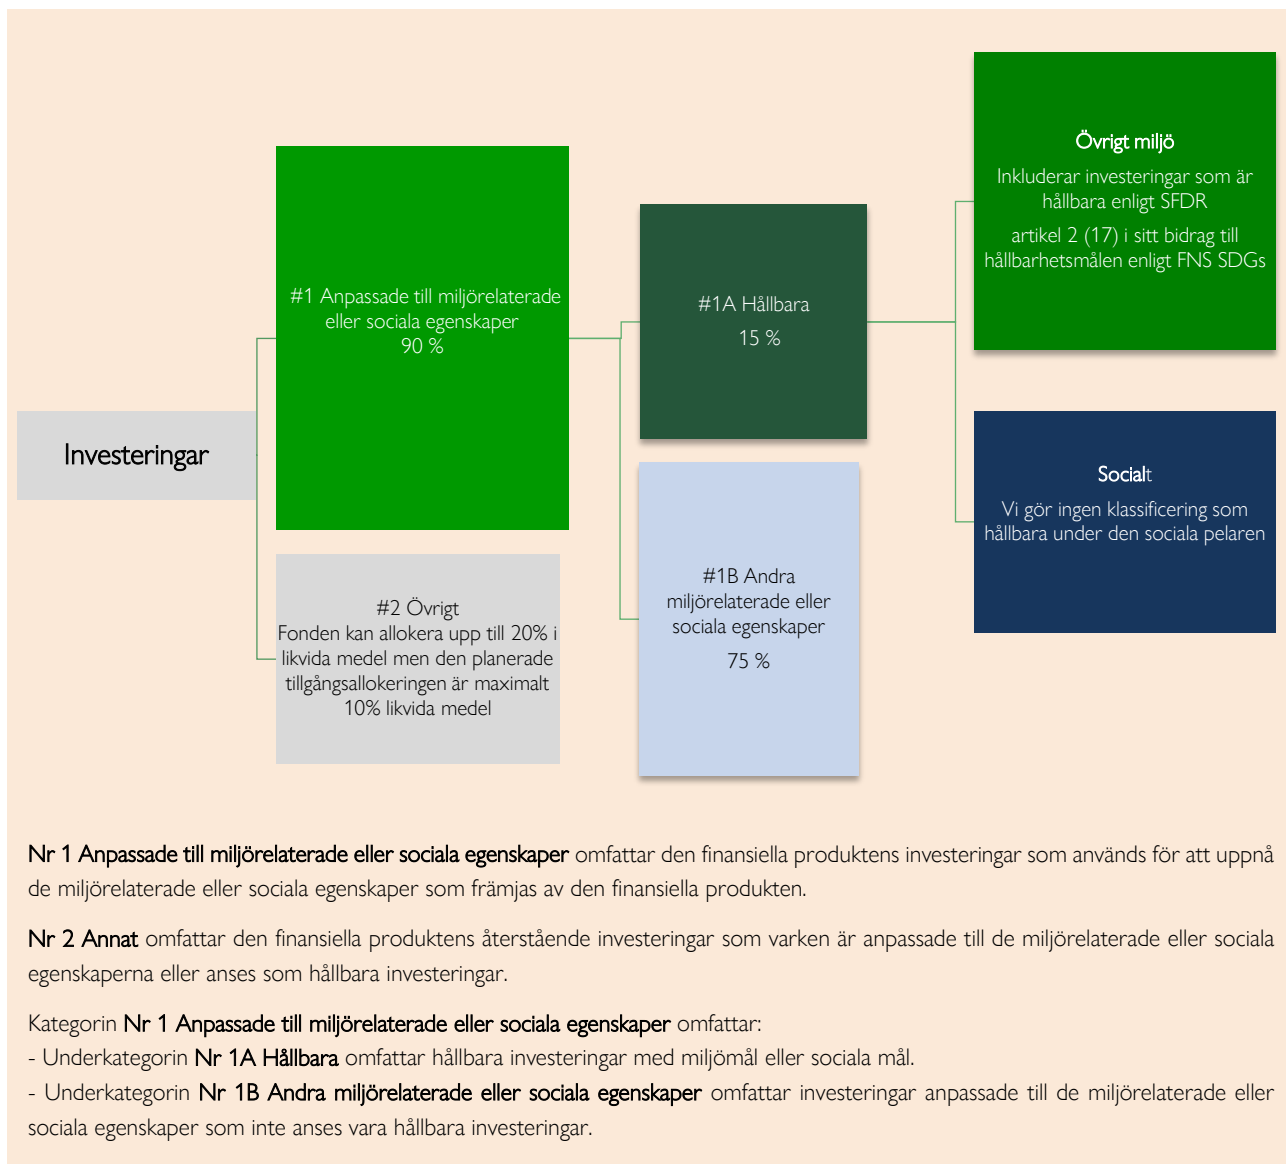 Investeringar
#1 Anpassade till miljörelaterade
eller sociala egenskaper
90 %
#2 Övrigt
Fonden kan allokera upp till 20% i
likvida medel men den planerade
tillgångsallokeringen är maximalt
10% likvida medel
#1A Hållbara
15 %
#1B Andra
miljörelaterade eller
sociala egenskaper
75 %
Övrigt miljö
Inkluderar investeringar som är
hållbara enligt SFDR
artikel 2 (17) i sitt bidrag till
hållbarhetsmålen enligt FNS SDGs
Socialt
Vi gör ingen klassificering som
hållbara under den sociala pelaren
Nr 1 Anpassade till miljörelaterade eller sociala egenskaper omfattar den finansiella produktens investeringar som används för att uppnå
de miljörelaterade eller sociala egenskaper som främjas av den finansiella produkten.
Nr 2 Annat omfattar den finansiella produktens återstående investeringar som varken är anpassade till de miljörelaterade eller sociala
egenskaperna eller anses som hållbara investeringar.
Kategorin Nr 1 Anpassade till miljörelaterade eller sociala egenskaper omfattar:
- Underkategorin Nr 1A Hållbara omfattar hållbara investeringar med miljömål eller sociala mål.
- Underkategorin Nr 1B Andra miljörelaterade eller sociala egenskaper omfattar investeringar anpassade till de miljörelaterade eller
sociala egenskaper som inte anses vara hållbara investeringar.